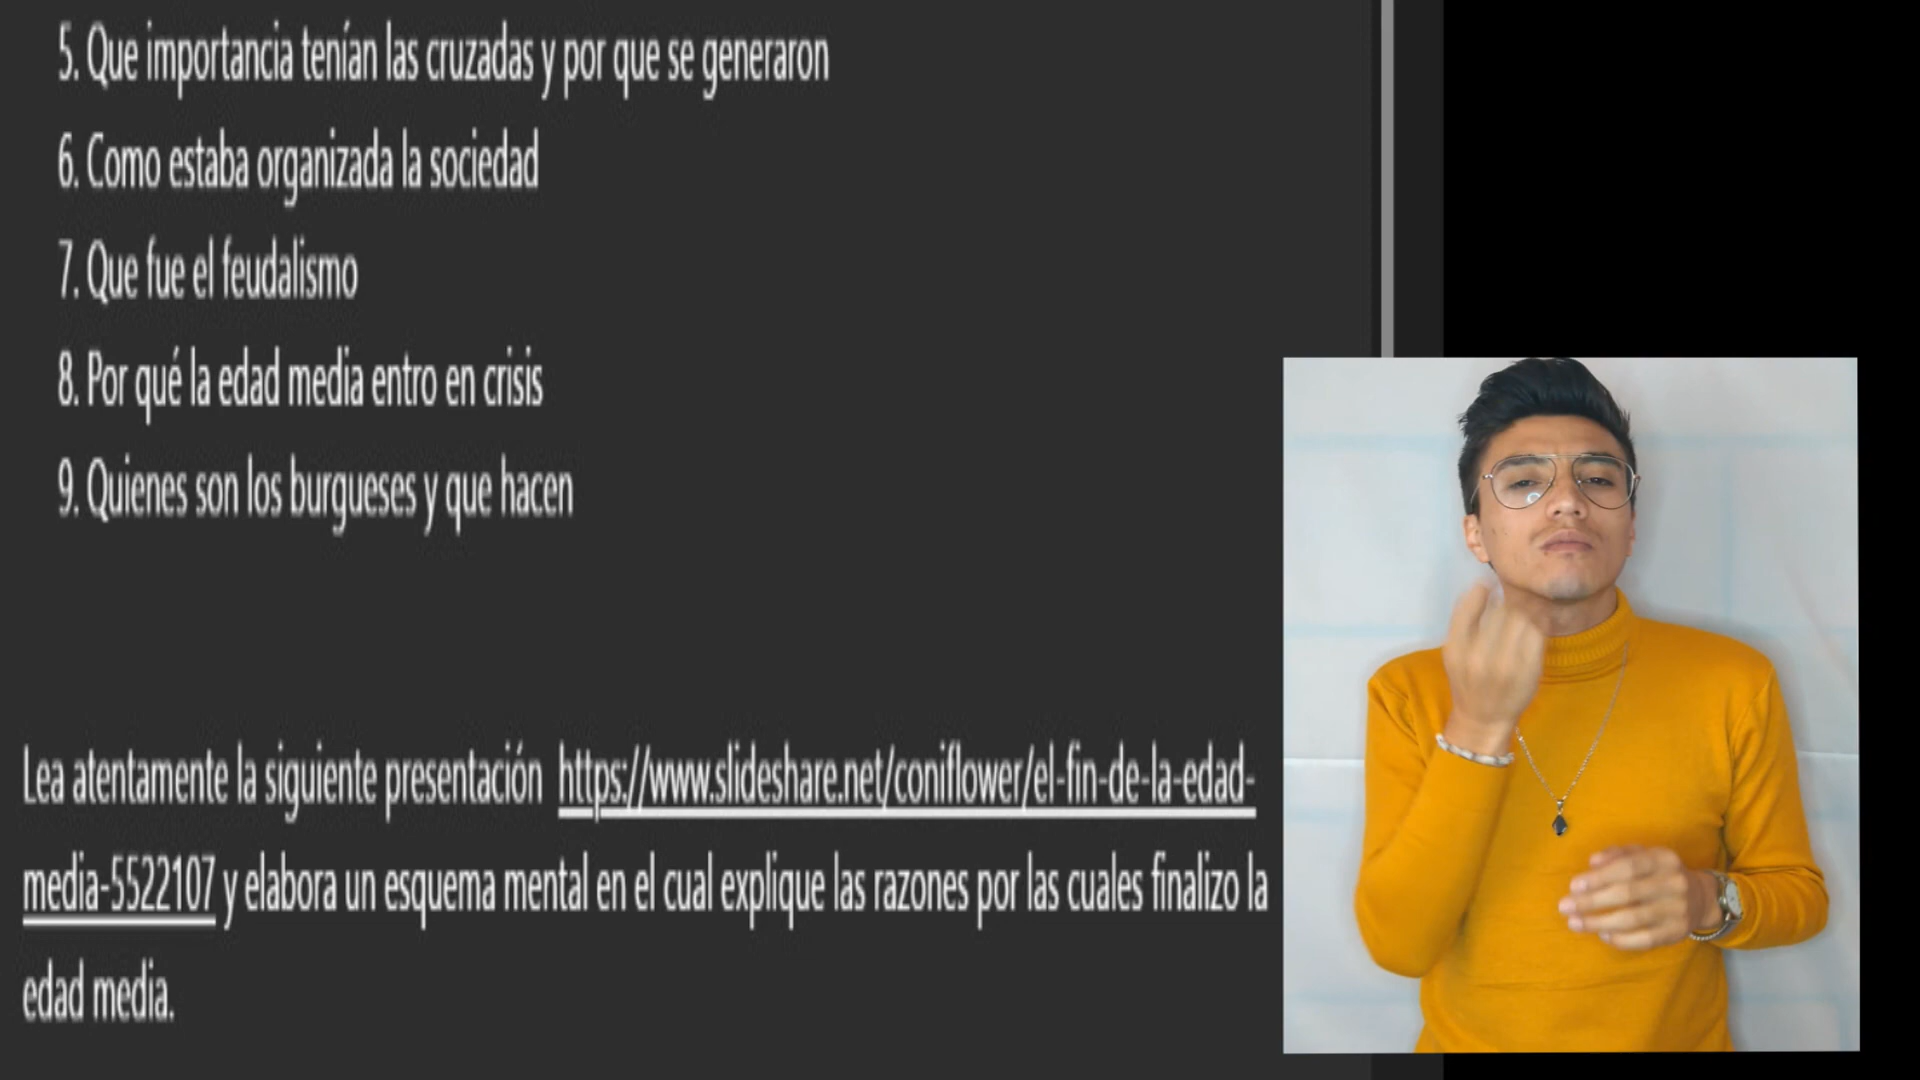 5. Que importancia tenían las cruzadas y por que se generaron
6. Como estaba organizada la sociedad
7. Que fue el feudalismo
8. Por qué la edad media entro en crisis
9. Quienes son los burgueses y que hacen
Lea atentamente la siguiente presentación https://www.slideshare.net/coniflower/el-fin-de-la-edad-
media-5522107 y elabora un esquema mental en el cual explique las razones por las cuales finalizo la
edad media.